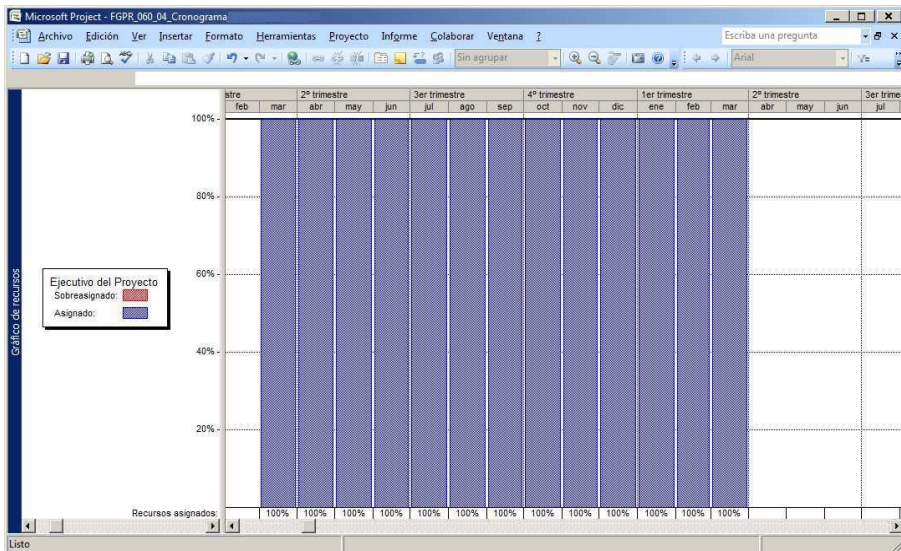 Microsoft Project - FGPR_060_04_Cronograma
Archivo Edición Ver Insertar Formato Herramientas Proyecto Informe Colaborar Ventana ? Escriba una pregunta
Sin agrupar Arial
stre 2º trimestre 3er trimestre 4º trimestre 1er trimestre 2º trimestre 3er trime
feb mar abr may jun jul ago sep oct nov dic ene feb mar abr may jun jul
100%
80%
60%
40%
20%
Gráfico de recursos
Ejecutivo del Proyecto
Sobreasignado:
Asignado:
Recursos asignados: 100% 100% 100% 100% 100% 100% 100% 100% 100% 100% 100% 100% 100%
Listo